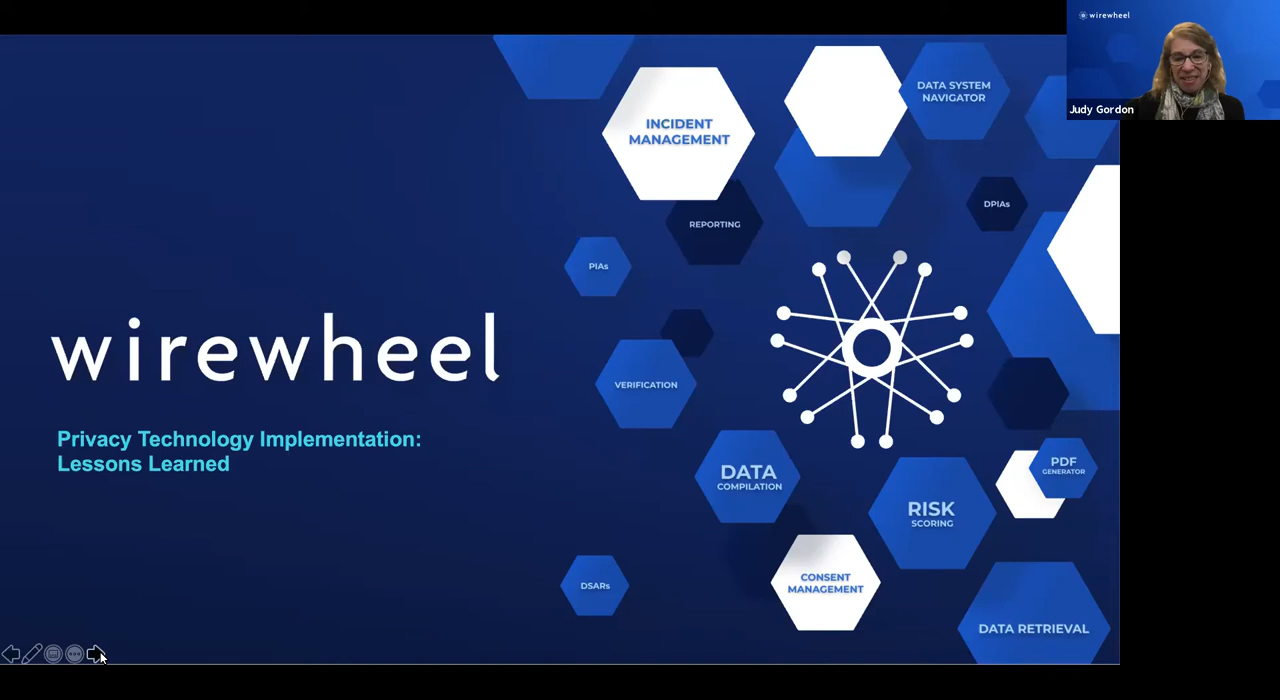 wirewheel
Judy Gordon
INCIDENT
MANAGEMENT
DATA SYSTEM
NAVIGATOR
REPORTING
DPIAs
PIAs
wirewheel
VERIFICATION
Privacy Technology Implementation:
Lessons Learned
DATA
COMPILATION
RISK
SCORING
PDF
GENERATOR
CONSENT
MANAGEMENT
DSARs
DATA RETRIEVAL